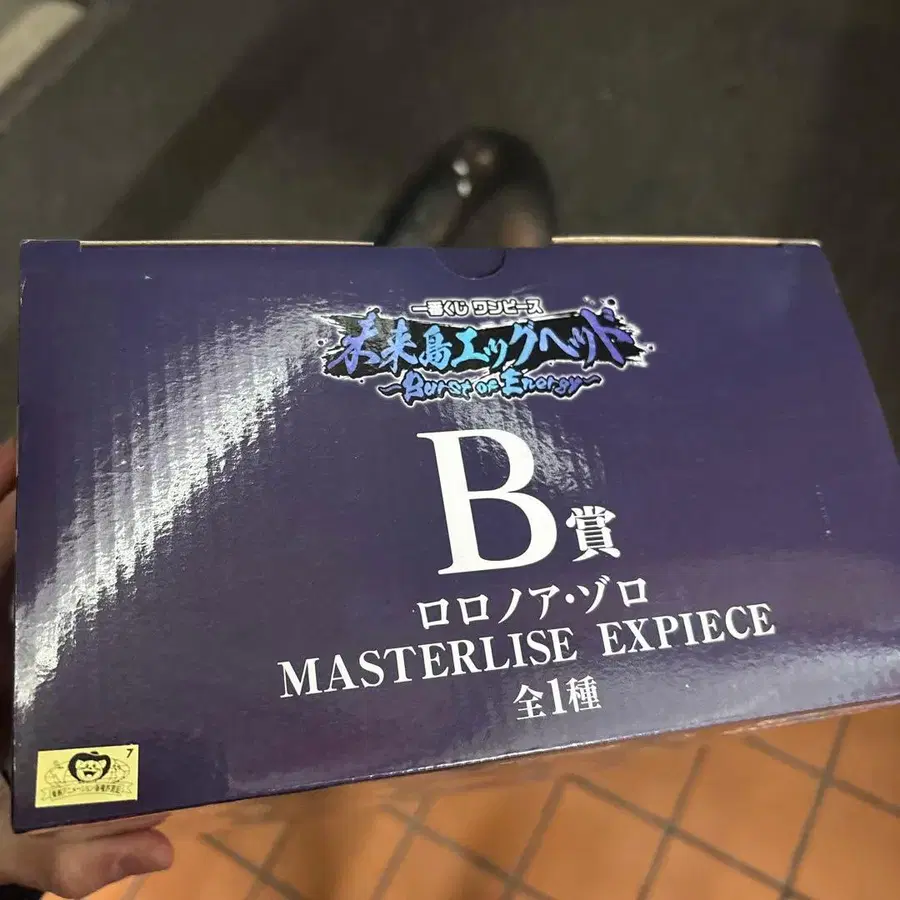 一番くじ ワンピース
未来島エッグヘッド
~Burst of Energy~
B賞
ロロノア・ゾロ
MASTERLISE EXPIECE
全1種
7